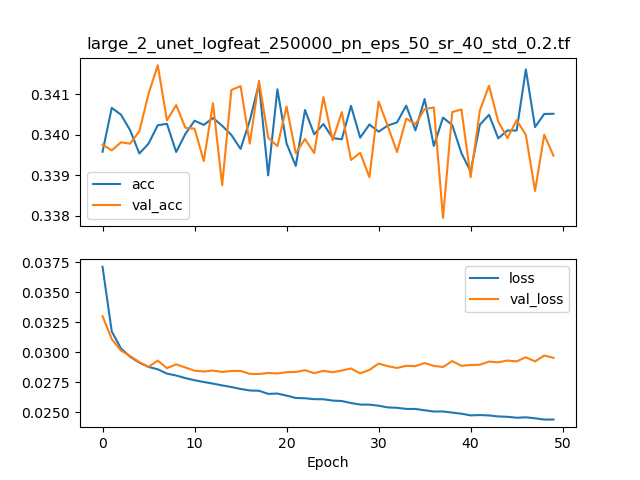 large_2_unet_logfeat_250000_pn_eps_50_sr_40_std_0.2.tf
0.341
0.340
0.339
0.338
acc
val_acc
0.0375
0.0350
0.0325
0.0300
0.0275
0.0250
loss
val_loss
0 10 20 30 40 50
Epoch